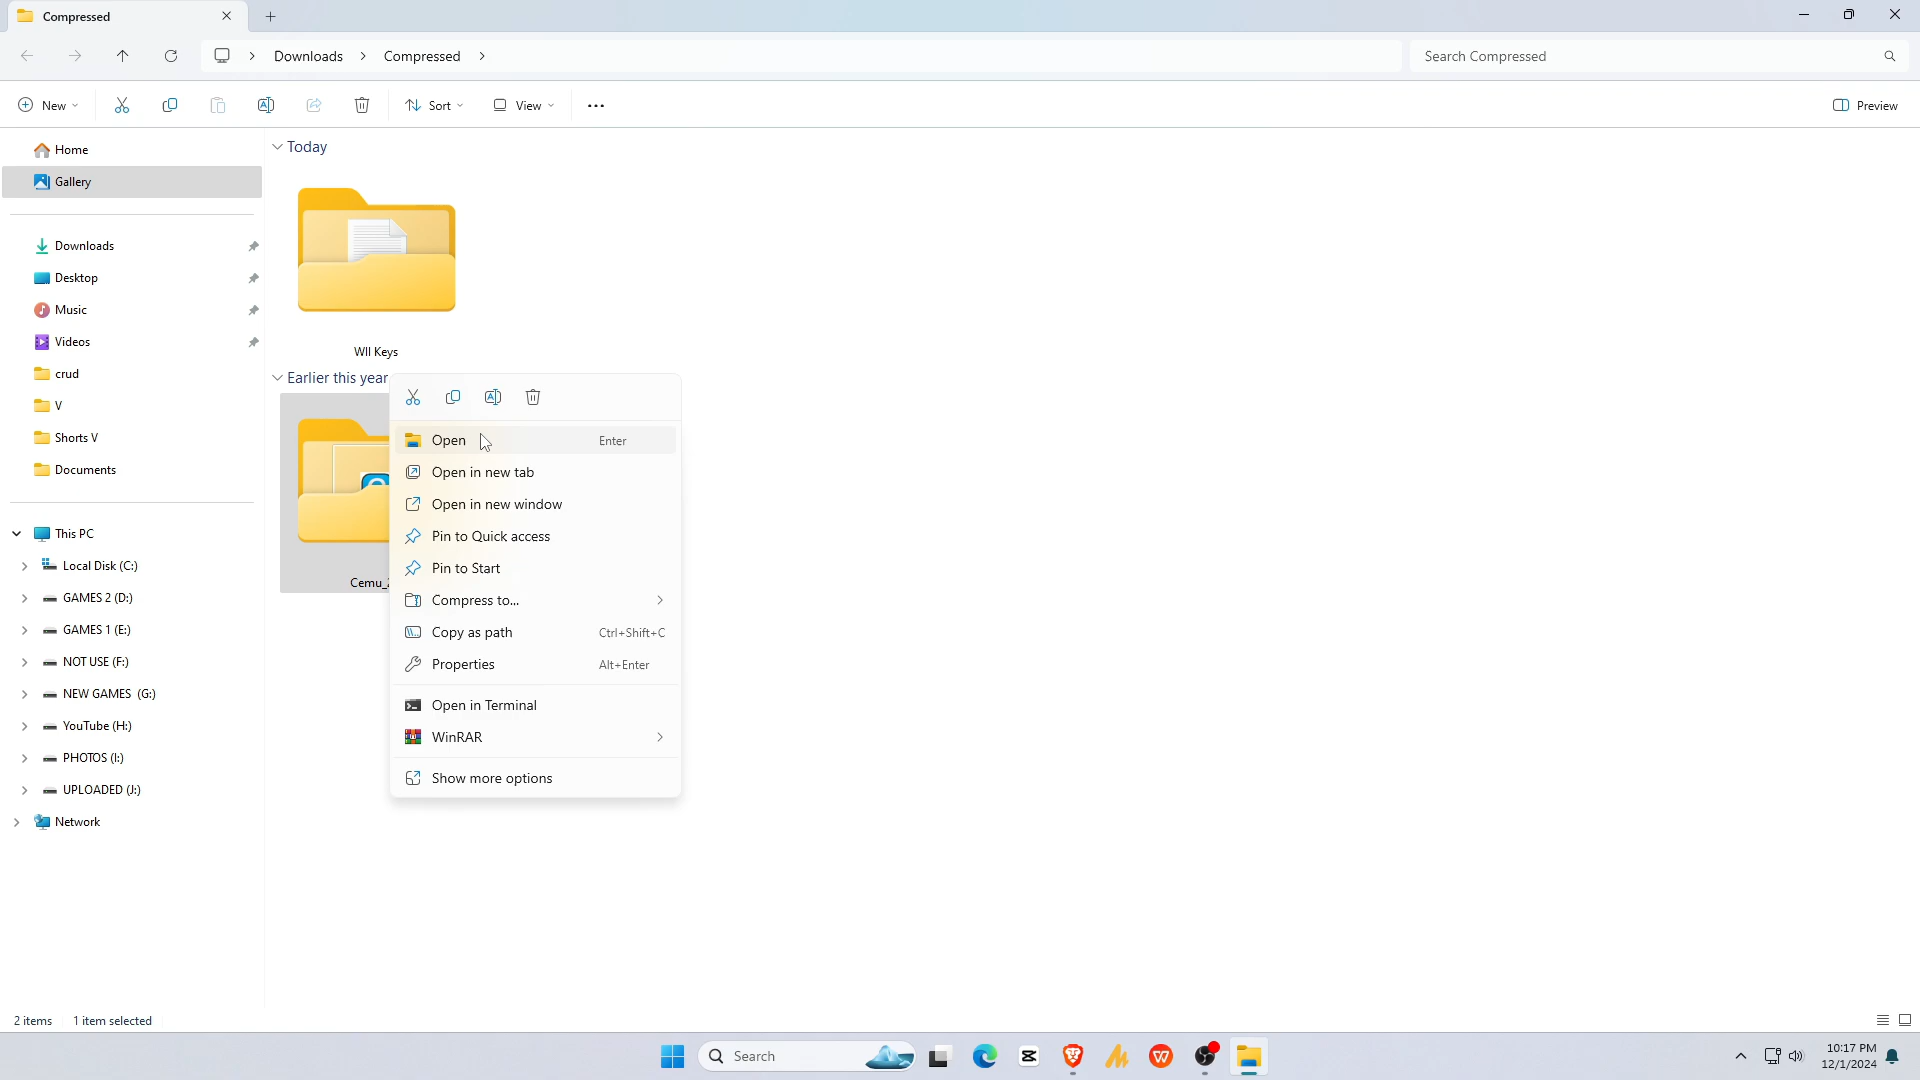 Compressed
Downloads
Compressed
Search Compressed
New
Sort
View
Preview
Home
Gallery
Downloads
Desktop
Music
Videos
crud
V
Shorts V
Documents
This PC
Local Disk (C:)
GAMES 2 (D:)
GAMES 1 (E:)
NOT USE (F:)
NEW GAMES (G:)
YouTube (H:)
PHOTOS (I:)
UPLOADED (J:)
Network
Today
WII Keys
Earlier this year
Open Enter
Open in new tab
Open in new window
Pin to Quick access
Pin to Start
Compress to...
Copy as path Ctrl+Shift+C
Properties Alt+Enter
Open in Terminal
WinRAR
Show more options
2 items 1 item selected
Search
10:17 PM
12/1/2024